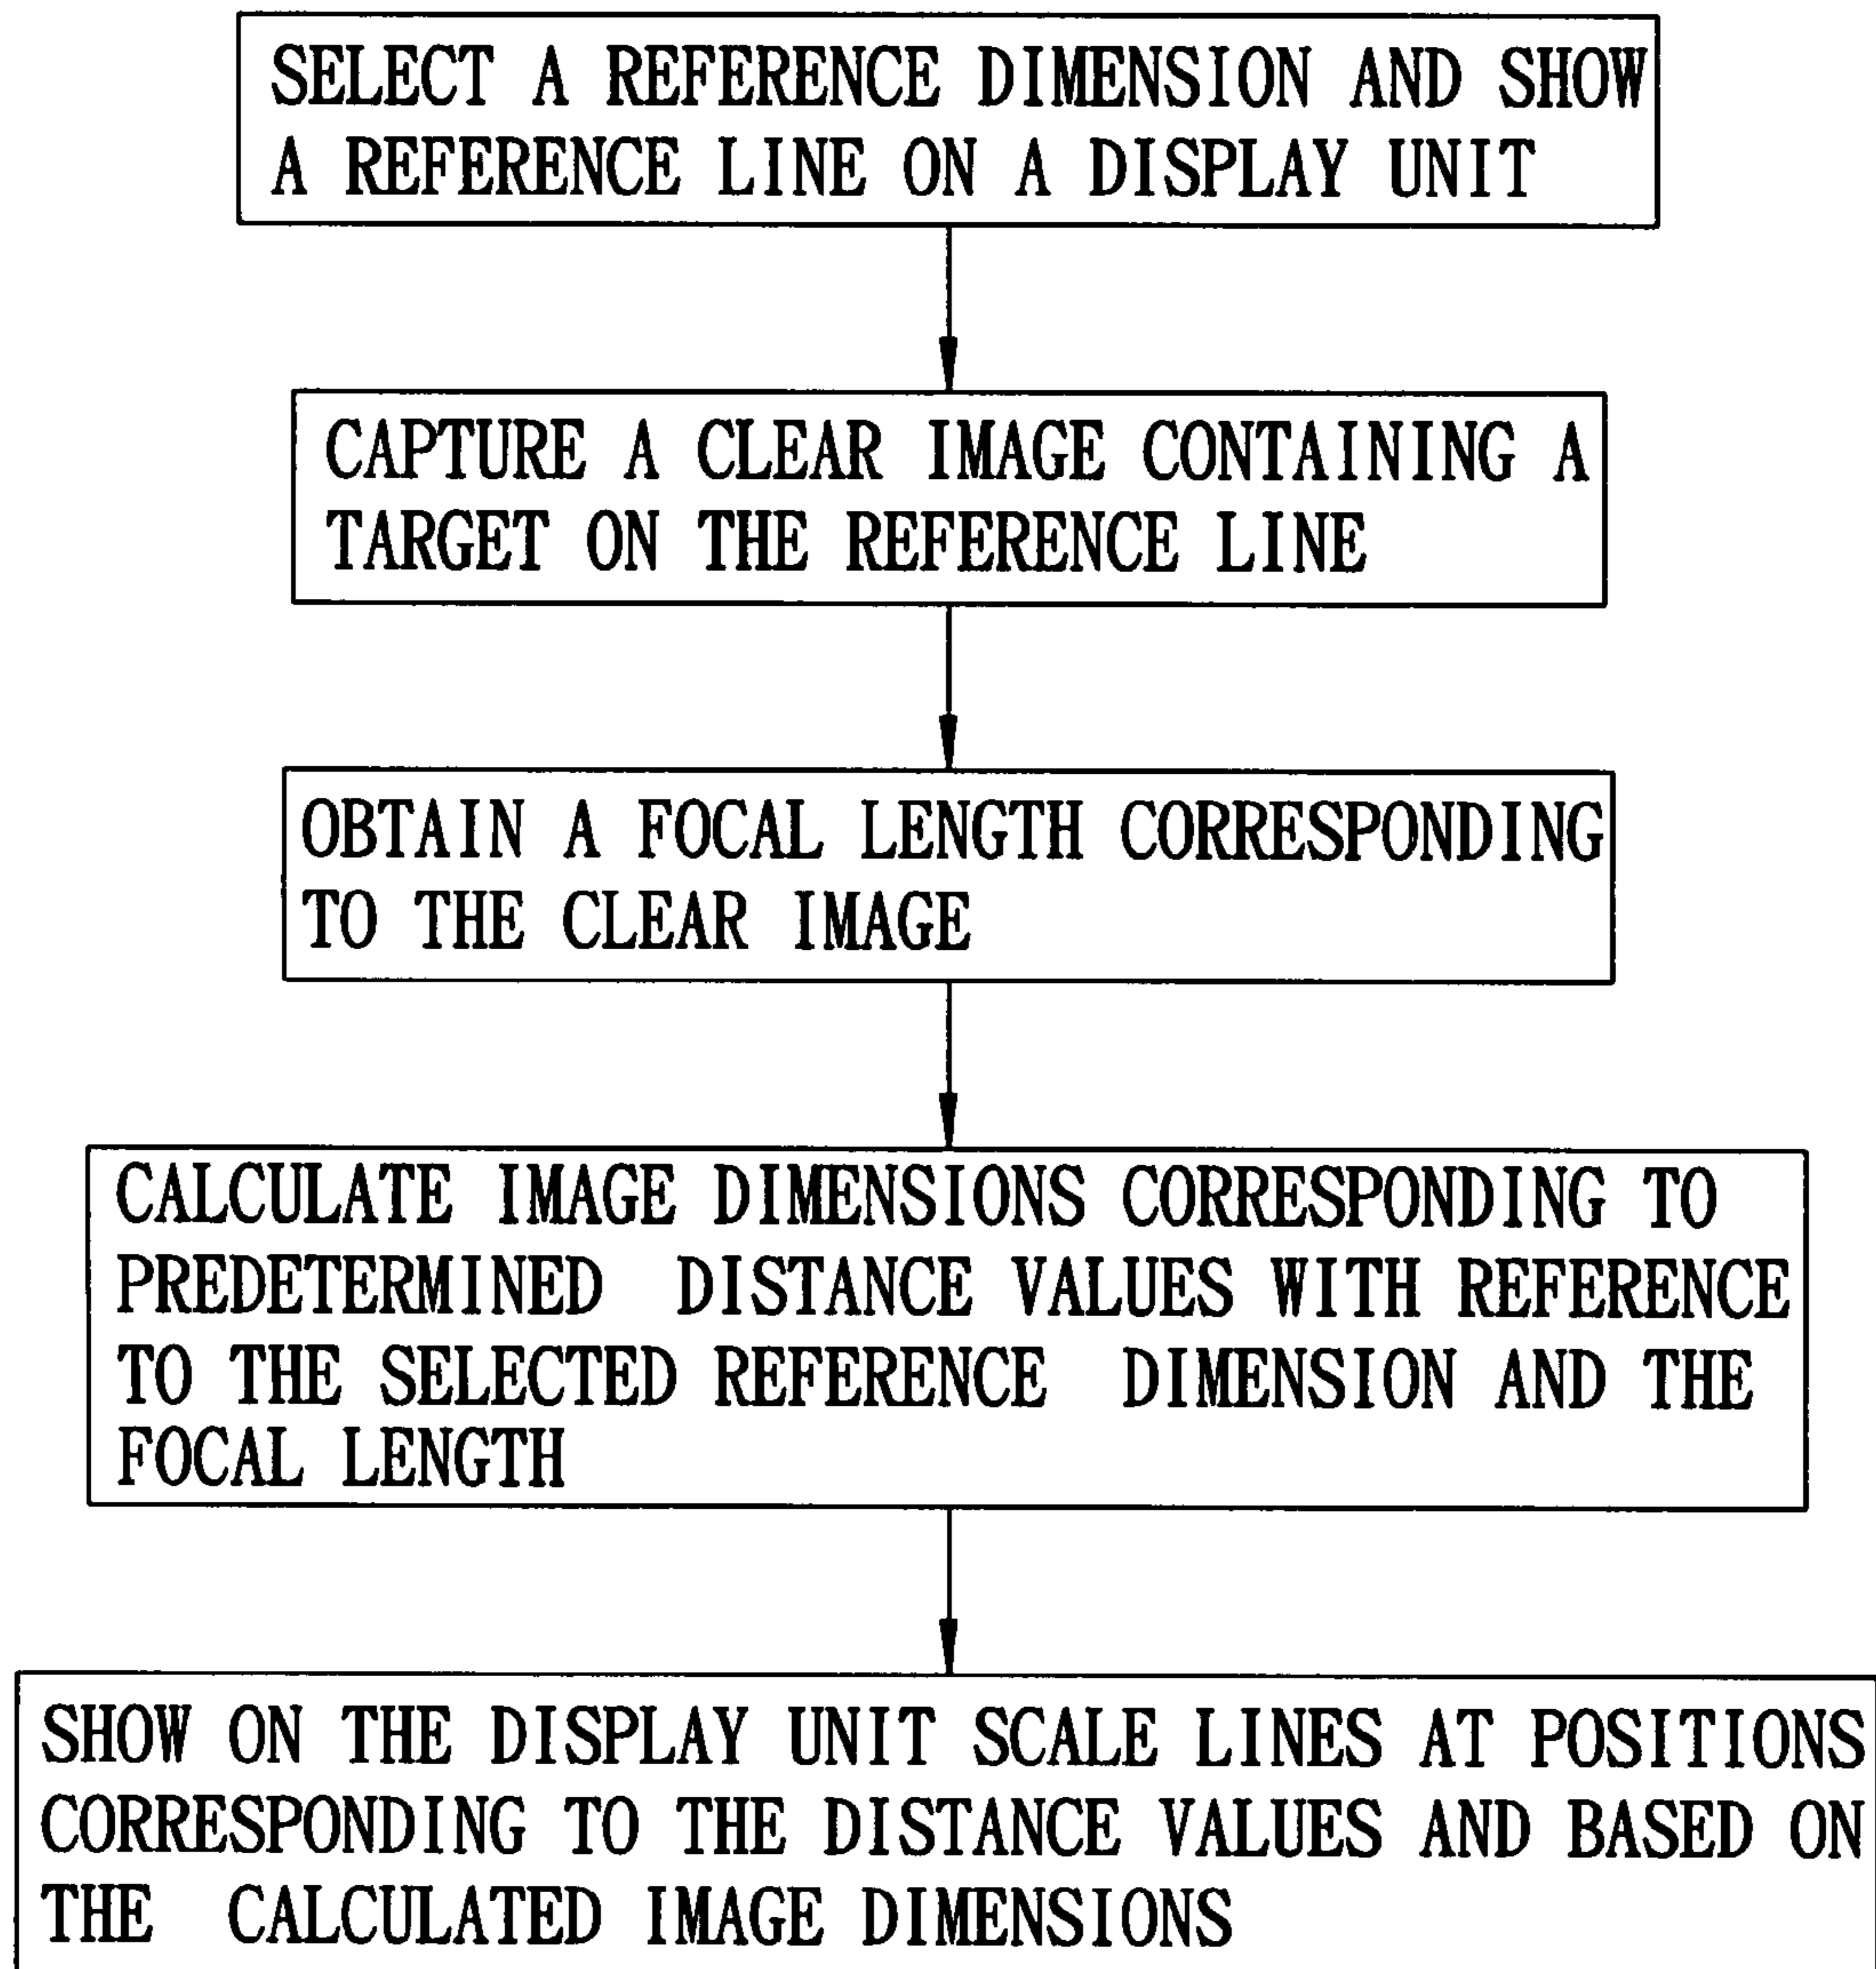 SELECT A REFERENCE DIMENSION AND SHOW
A REFERENCE LINE ON A DISPLAY UNIT
CAPTURE A CLEAR IMAGE CONTAINING A
TARGET ON THE REFERENCE LINE
OBTAIN A FOCAL LENGTH CORRESPONDING
TO THE CLEAR IMAGE
CALCULATE IMAGE DIMENSIONS CORRESPONDING TO
PREDETERMINED DISTANCE VALUES WITH REFERENCE
TO THE SELECTED REFERENCE DIMENSION AND THE
FOCAL LENGTH
SHOW ON THE DISPLAY UNIT SCALE LINES AT POSITIONS
CORRESPONDING TO THE DISTANCE VALUES AND BASED ON
THE CALCULATED IMAGE DIMENSIONS